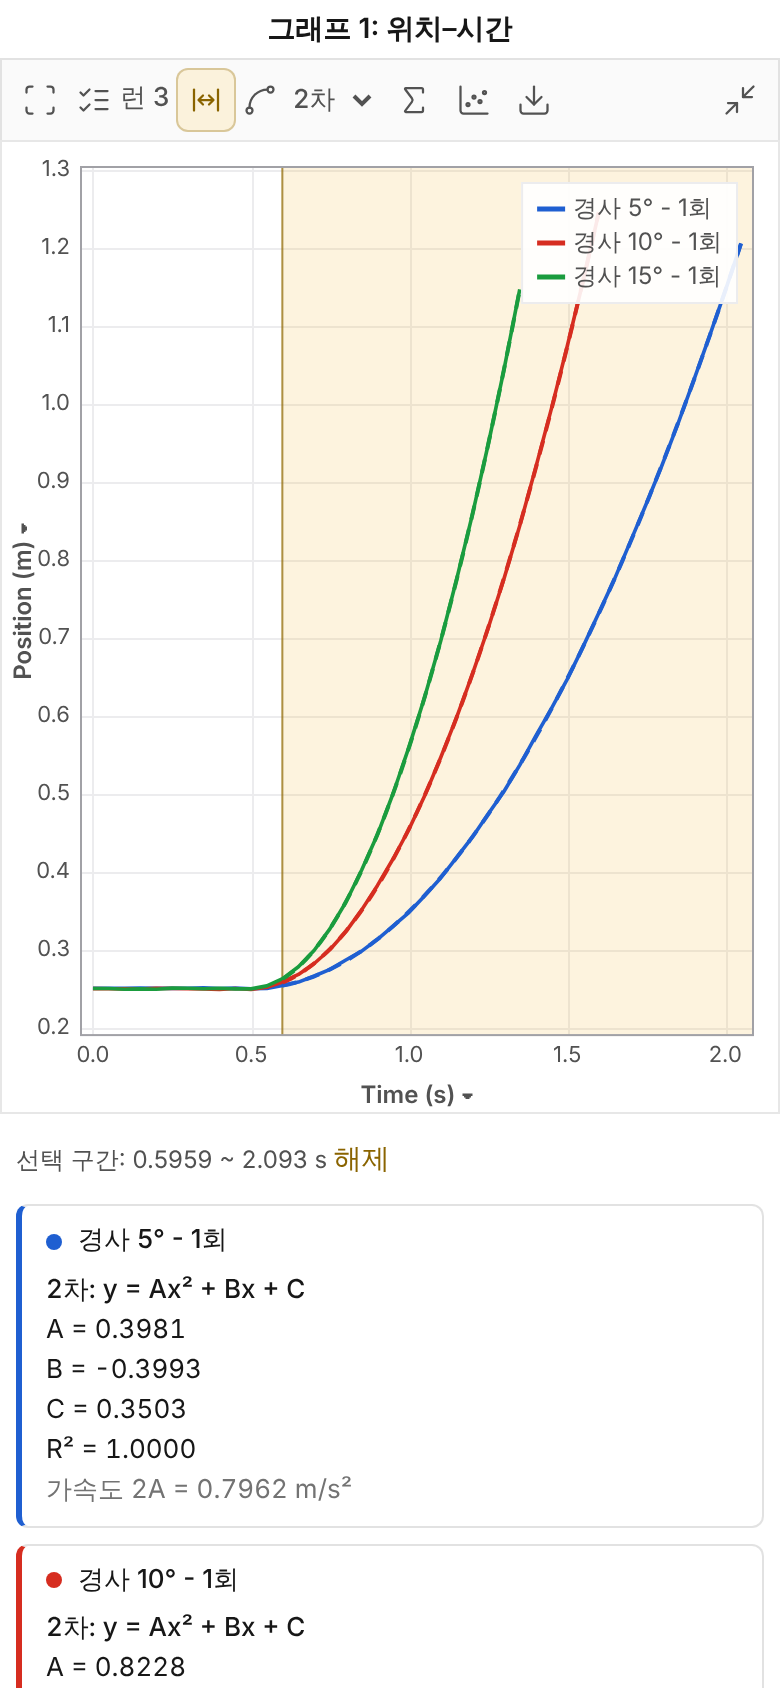 그래프 1: 위치–시간
런 3 2차
1.3
1.2
1.1
1.0
0.9
0.8
0.7
0.6
0.5
0.4
0.3
0.2
Position (m)
경사 5° - 1회
경사 10° - 1회
경사 15° - 1회
0.0 0.5 1.0 1.5 2.0
Time (s)
선택 구간: 0.5959 ~ 2.093 s 해제
경사 5° - 1회
2차: y = Ax² + Bx + C
A = 0.3981
B = -0.3993
C = 0.3503
R² = 1.0000
가속도 2A = 0.7962 m/s²
경사 10° - 1회
2차: y = Ax² + Bx + C
A = 0.8228